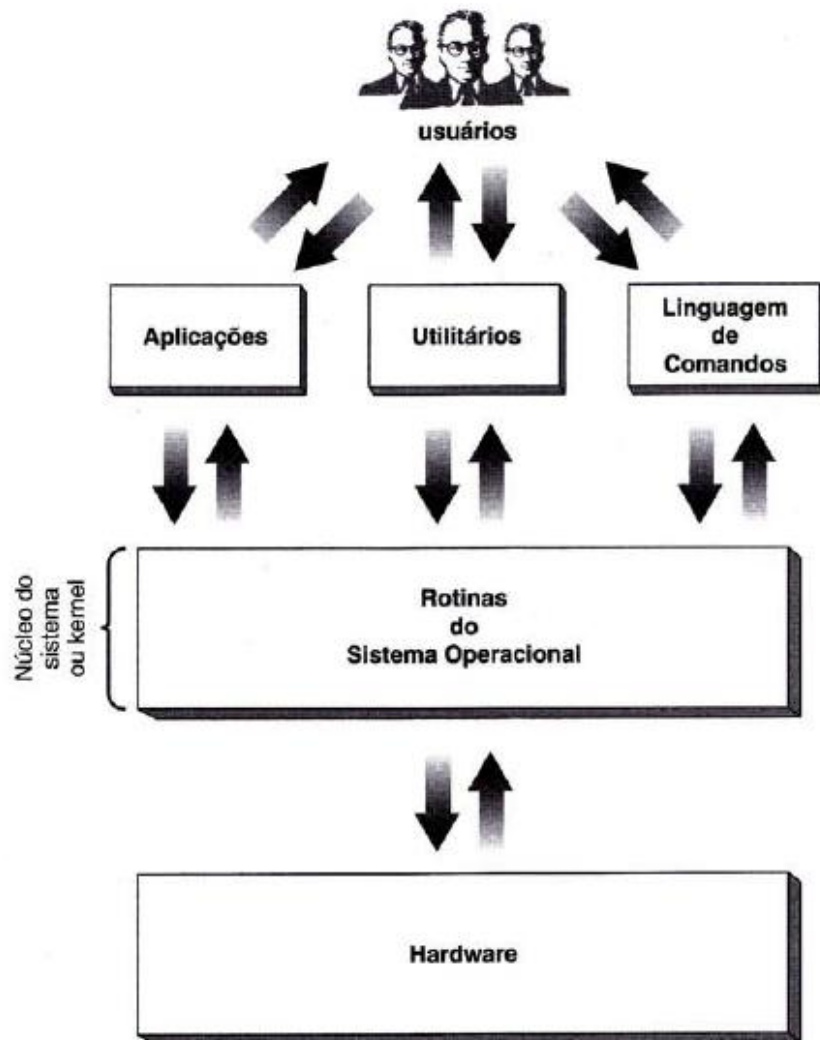 usuários
Aplicações
Utilitários
Linguagem
de
Comandos
Núcleo do
sistema
ou kernel
Rotinas
do
Sistema Operacional
Hardware